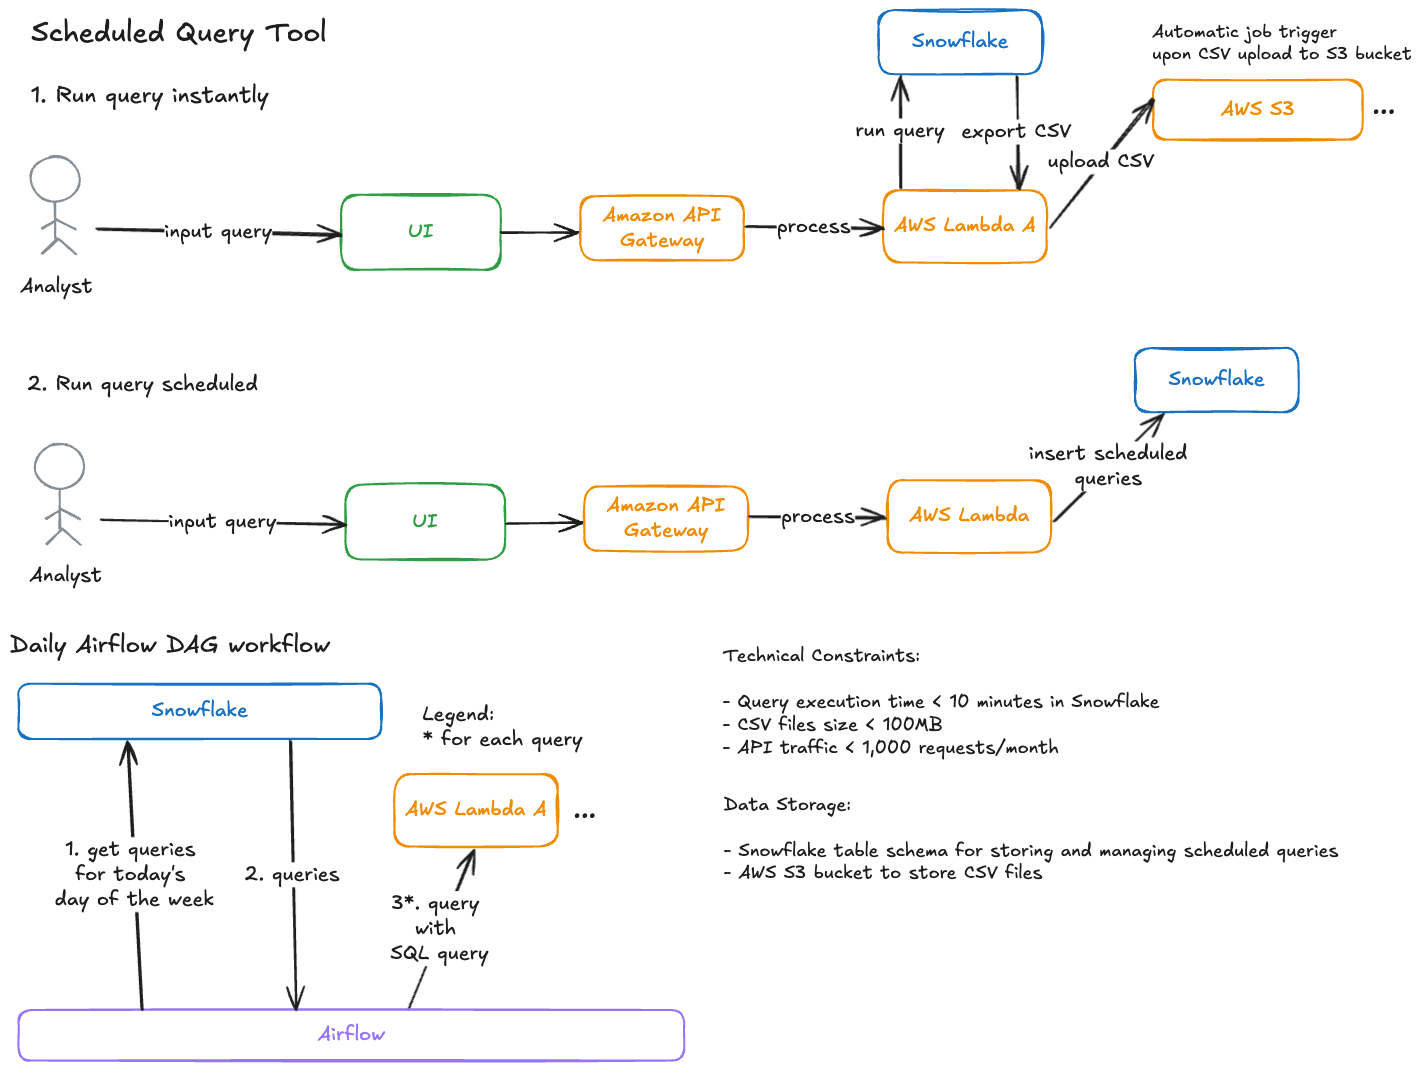 Scheduled Query Tool
1. Run query instantly
Analyst
input query
UI
Amazon API
Gateway
process
AWS Lambda A
run query
export CSV
Snowflake
upload CSV
Automatic job trigger
upon CSV upload to S3 bucket
AWS S3
...
2. Run query scheduled
Analyst
input query
UI
Amazon API
Gateway
process
AWS Lambda
insert scheduled
queries
Snowflake
Daily Airflow DAG workflow
Snowflake
1. get queries
for today's
day of the week
2. queries
Legend:
* for each query
AWS Lambda A
...
3*. query
with
SQL query
Airflow
Technical Constraints:
- Query execution time < 10 minutes in Snowflake
- CSV files size < 100MB
- API traffic < 1,000 requests/month
Data Storage:
- Snowflake table schema for storing and managing scheduled queries
- AWS S3 bucket to store CSV files